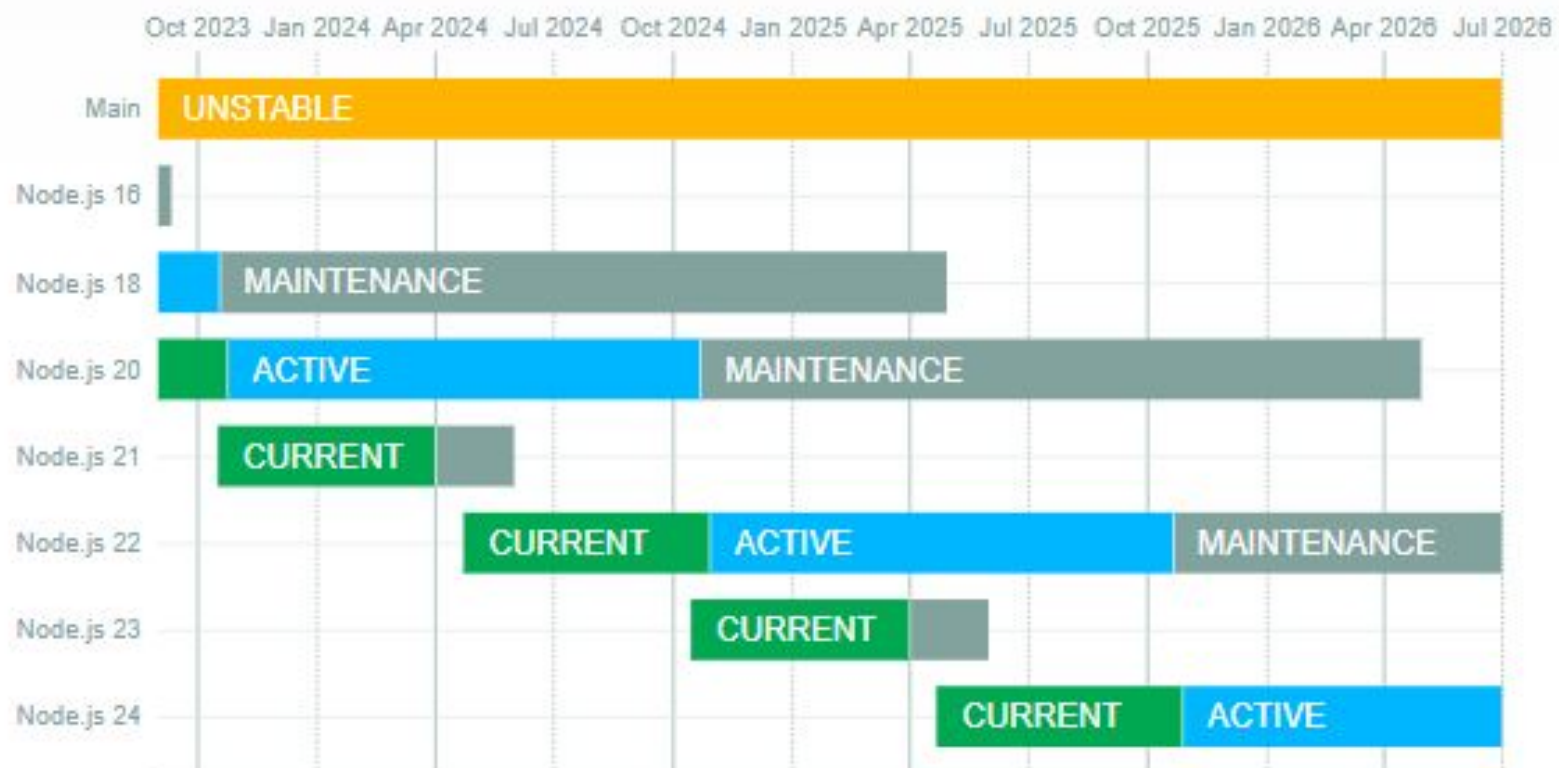 Oct 2023 Jan 2024 Apr 2024 Jul 2024 Oct 2024 Jan 2025 Apr 2025 Jul 2025 Oct 2025 Jan 2026 Apr 2026 Jul 2026
Main UNSTABLE
Node.js 16
Node.js 18 MAINTENANCE
Node.js 20 ACTIVE MAINTENANCE
Node.js 21 CURRENT
Node.js 22 CURRENT ACTIVE MAINTENANCE
Node.js 23 CURRENT
Node.js 24 CURRENT ACTIVE